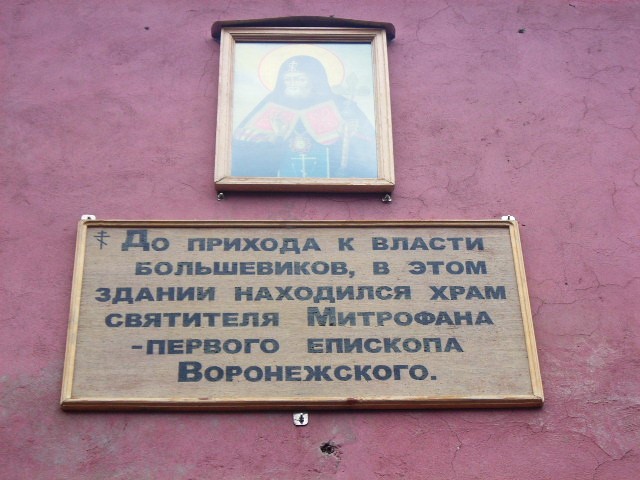 До прихода к власти
большевиков, в этом
здании находился храм
святителя Митрофана
-первого епископа
Воронежского.